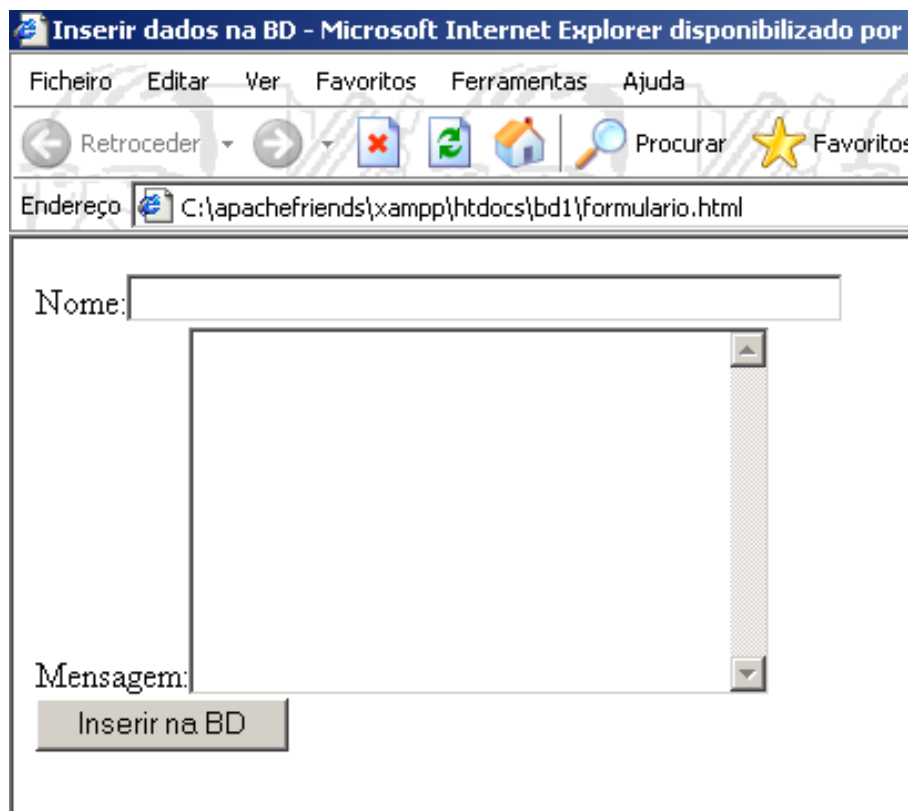 Inserir dados na BD - Microsoft Internet Explorer disponibilizado por
Ficheiro Editar Ver Favoritos Ferramentas Ajuda
Retroceder Procurar Favoritos
Endereço C:\apachefriends\xampp\htdocs\bd1\formulario.html
Nome:
Mensagem:
Inserir na BD